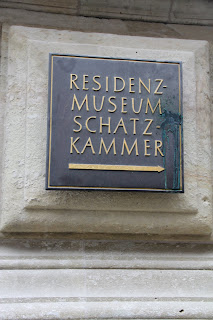 RESIDENZ-
MUSEUM
SCHATZ-
KAMMER